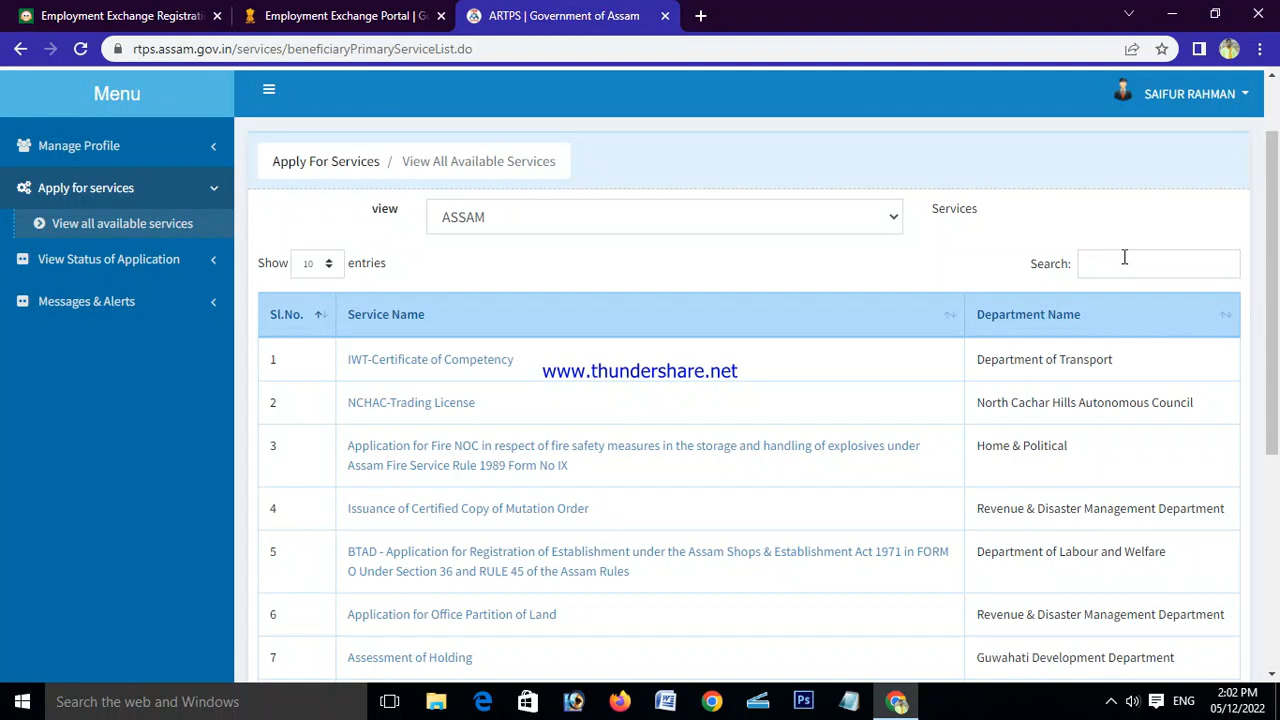 Employment Exchange Registrati
Employment Exchange Portal | Go
ARTPS | Government of Assam
rtps.assam.gov.in/services/beneficiaryPrimaryServiceList.do
Menu
SAIFUR RAHMAN
Manage Profile
Apply for services
View all available services
View Status of Application
Messages & Alerts
Apply For Services / View All Available Services
view ASSAM Services
Show 10 entries Search:
Sl.No. Service Name Department Name
1 IWT-Certificate of Competency Department of Transport
www.thundershare.net
2 NCHAC-Trading License North Cachar Hills Autonomous Council
3 Application for Fire NOC in respect of fire safety measures in the storage and handling of explosives under Home & Political
Assam Fire Service Rule 1989 Form No IX
4 Issuance of Certified Copy of Mutation Order Revenue & Disaster Management Department
5 BTAD - Application for Registration of Establishment under the Assam Shops & Establishment Act 1971 in FORM Department of Labour and Welfare
O Under Section 36 and RULE 45 of the Assam Rules
6 Application for Office Partition of Land Revenue & Disaster Management Department
7 Assessment of Holding Guwahati Development Department
Search the web and Windows
ENG
2:02 PM
05/12/2022